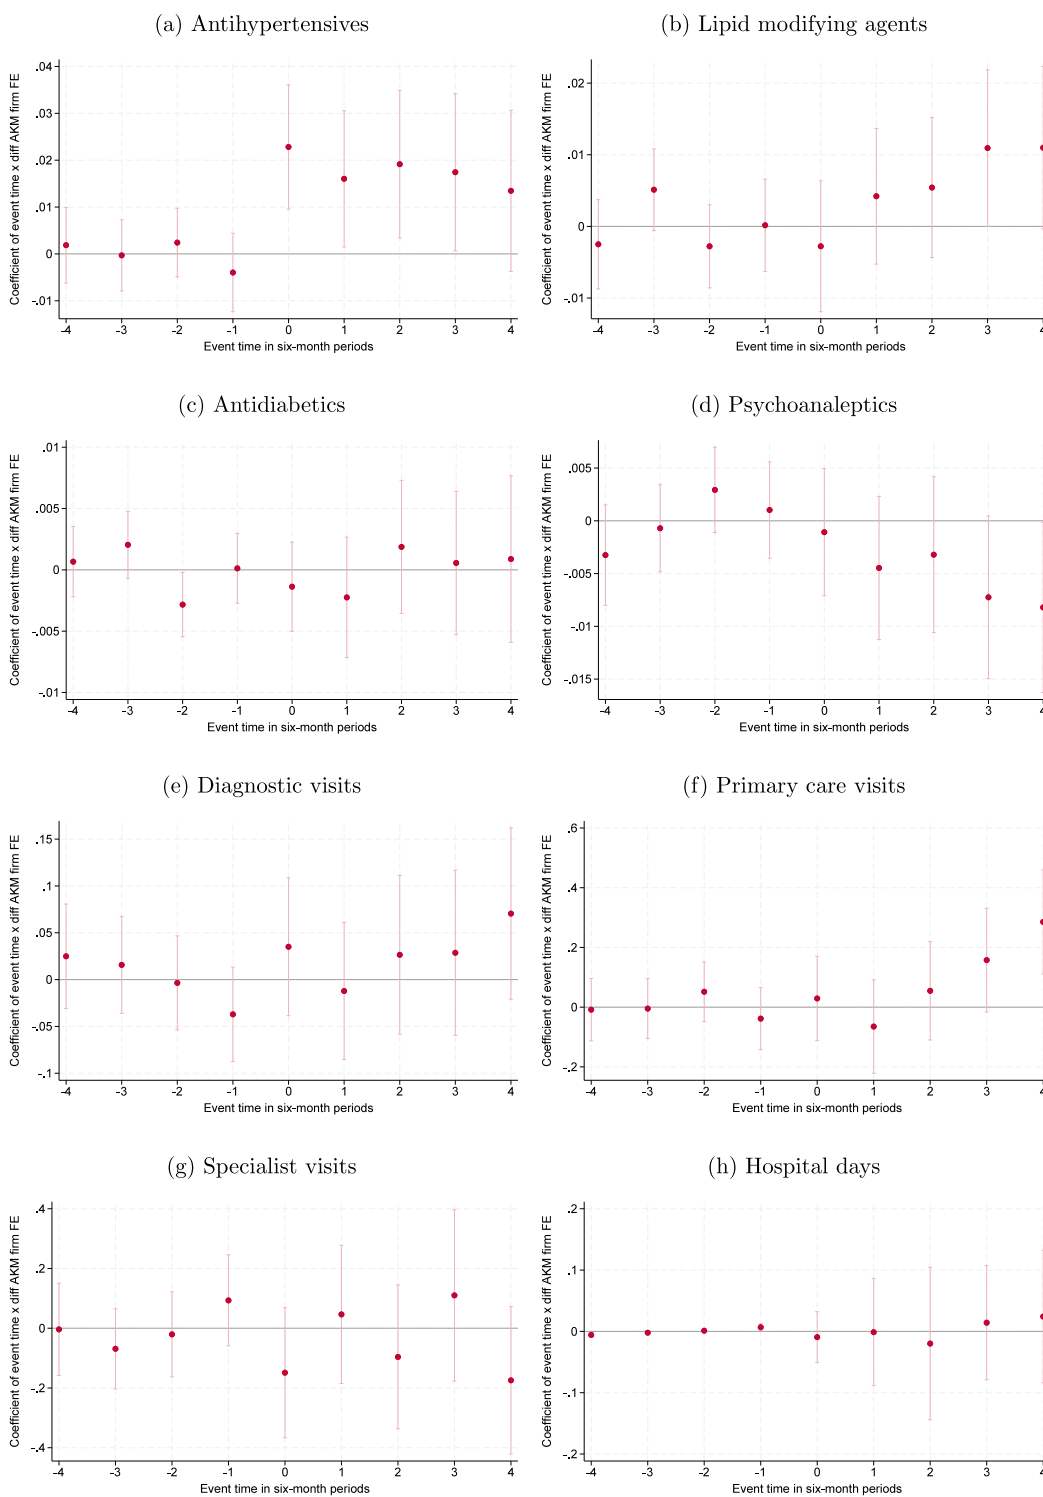 (a) Antihypertensives
Coefficient of event time x diff AKM firm FE
.04
.03
.02
.01
0
-.01
-4 -3 -2 -1 0 1 2 3 4
Event time in six-month periods
(b) Lipid modifying agents
Coefficient of event time x diff AKM firm FE
.02
.01
0
-.01
-4 -3 -2 -1 0 1 2 3 4
Event time in six-month periods
(c) Antidiabetics
Coefficient of event time x diff AKM firm FE
.01
.005
0
-.005
-.01
-4 -3 -2 -1 0 1 2 3 4
Event time in six-month periods
(d) Psychoanaleptics
Coefficient of event time x diff AKM firm FE
.005
0
-.005
-.01
-.015
-4 -3 -2 -1 0 1 2 3 4
Event time in six-month periods
(e) Diagnostic visits
Coefficient of event time x diff AKM firm FE
.15
.1
.05
0
-.05
-.1
-4 -3 -2 -1 0 1 2 3 4
Event time in six-month periods
(f) Primary care visits
Coefficient of event time x diff AKM firm FE
.6
.4
.2
0
-.2
-4 -3 -2 -1 0 1 2 3 4
Event time in six-month periods
(g) Specialist visits
Coefficient of event time x diff AKM firm FE
.4
.2
0
-.2
-.4
-4 -3 -2 -1 0 1 2 3 4
Event time in six-month periods
(h) Hospital days
Coefficient of event time x diff AKM firm FE
.2
.1
0
-.1
-.2
-4 -3 -2 -1 0 1 2 3 4
Event time in six-month periods